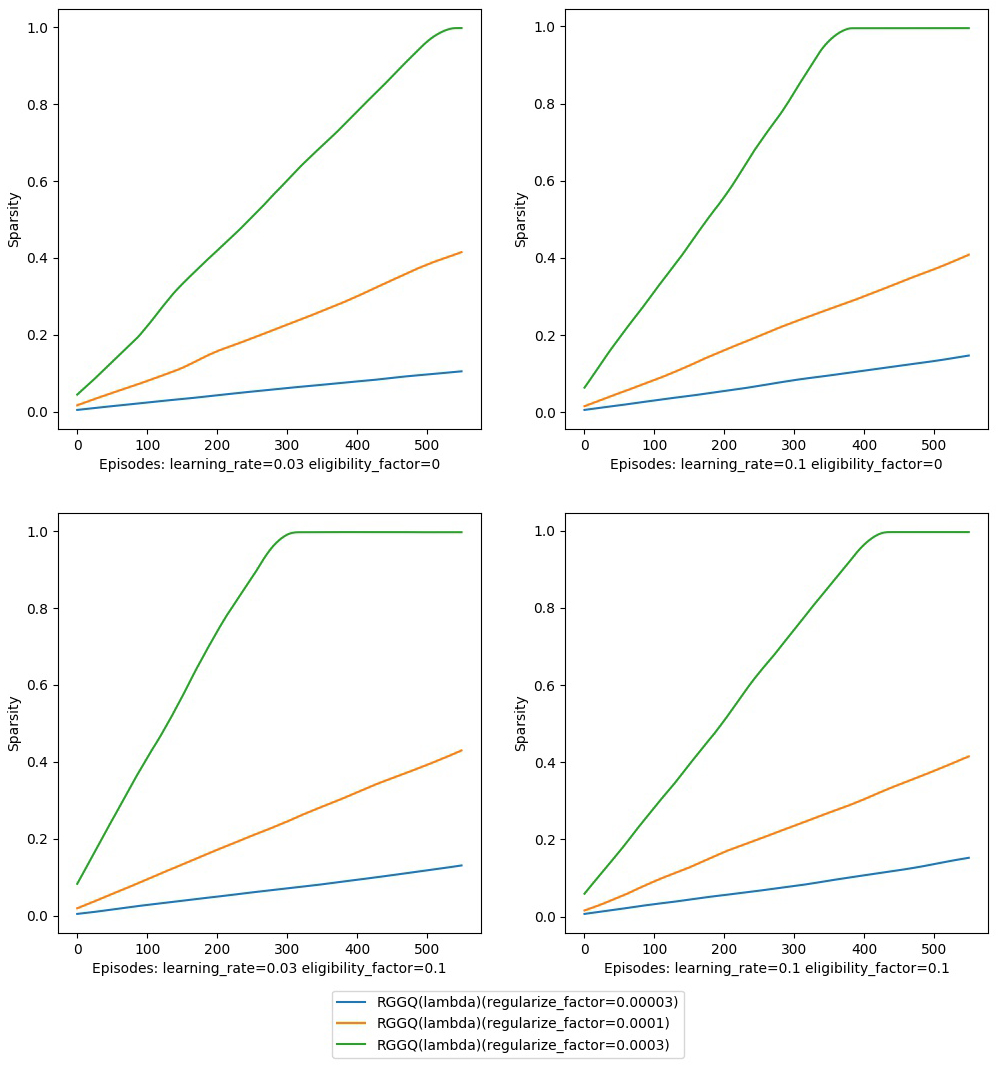 1.0
0.8
0.6
0.4
0.2
0.0
Sparsity
0 100 200 300 400 500
Episodes: learning_rate=0.03 eligibility_factor=0
1.0
0.8
0.6
0.4
0.2
0.0
Sparsity
0 100 200 300 400 500
Episodes: learning_rate=0.1 eligibility_factor=0
1.0
0.8
0.6
0.4
0.2
0.0
Sparsity
0 100 200 300 400 500
Episodes: learning_rate=0.03 eligibility_factor=0.1
1.0
0.8
0.6
0.4
0.2
0.0
Sparsity
0 100 200 300 400 500
Episodes: learning_rate=0.1 eligibility_factor=0.1
RGGQ(lambda)(regularize_factor=0.00003)
RGGQ(lambda)(regularize_factor=0.0001)
RGGQ(lambda)(regularize_factor=0.0003)